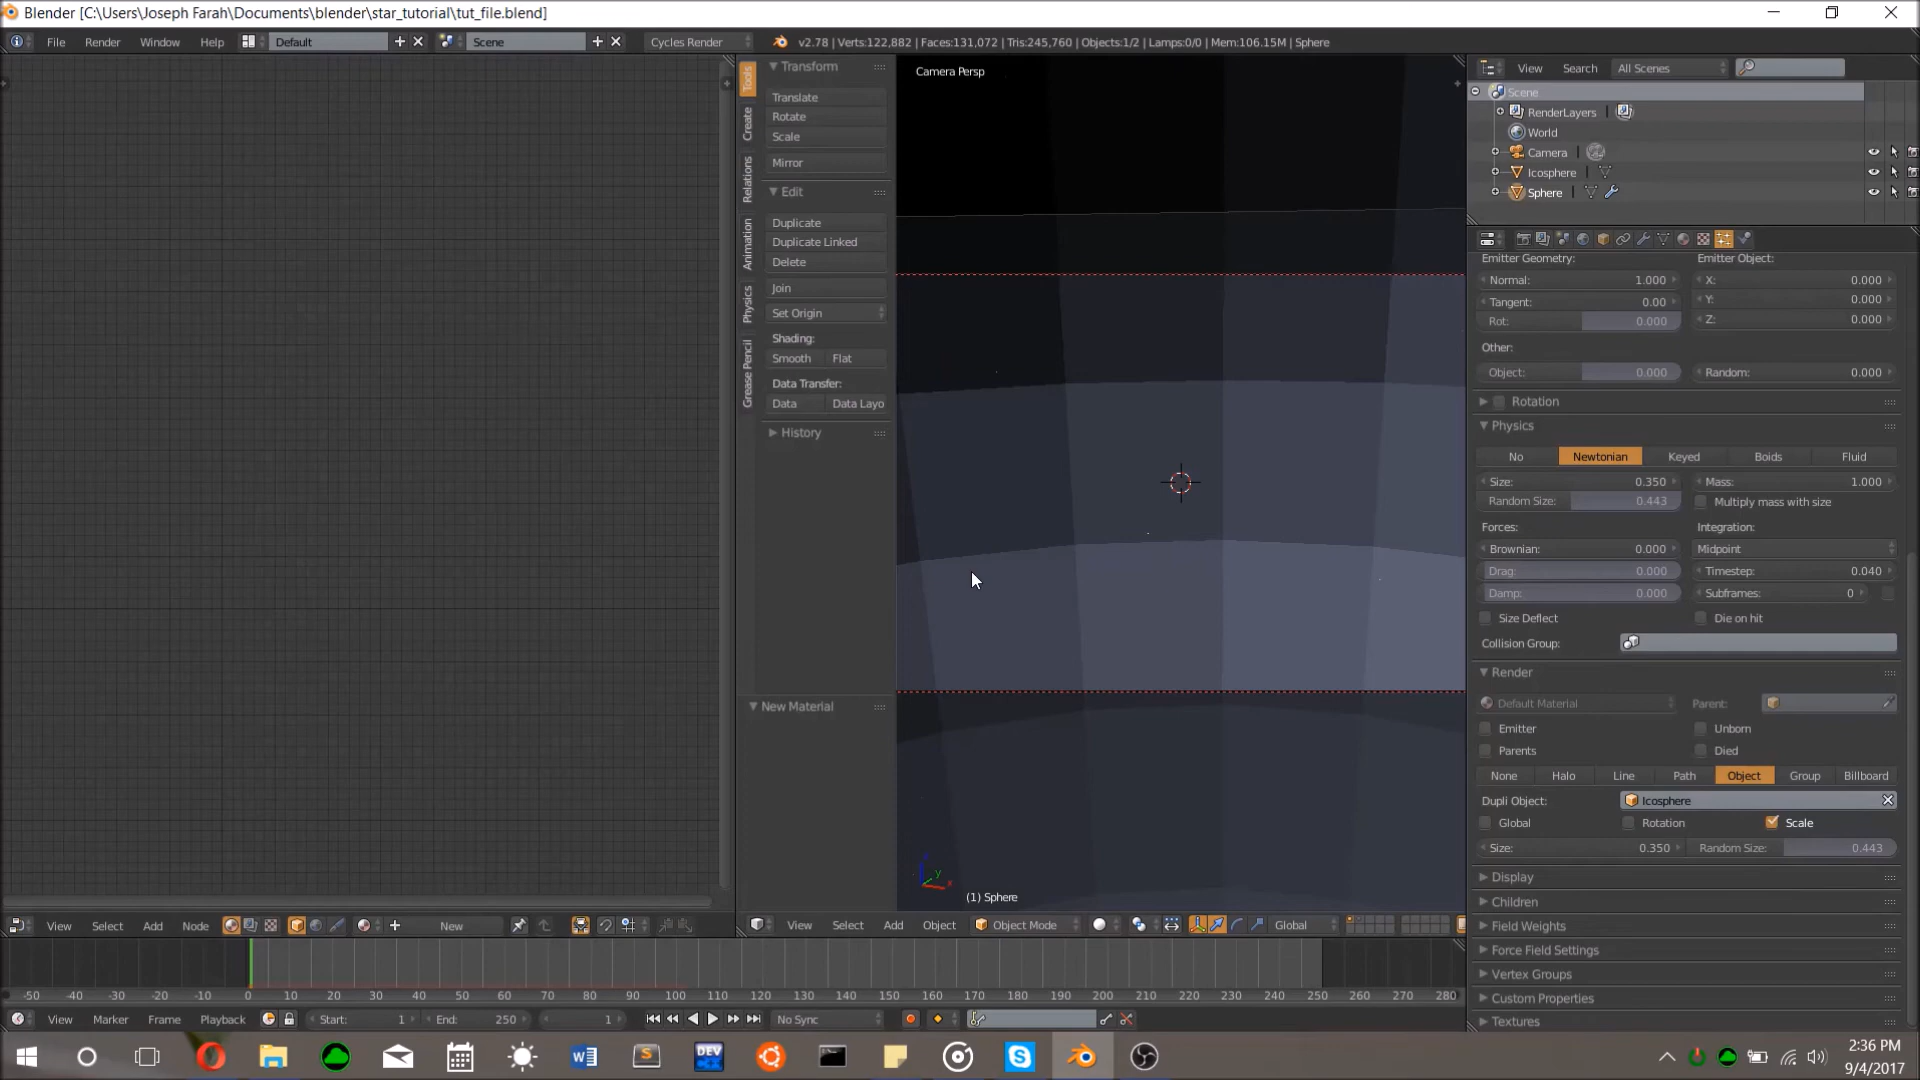 Blender [C:\Users\Joseph Farah\Documents\blender\star_tutorial\tut_file.blend]
File Render Window Help Default Scene Cycles Render v2.78 | Verts:122,882 | Faces:131,072 | Tris:245,760 | Objects:1/2 | Lamps:0/0 | Mem:106.15M | Sphere
Tools
Create
Relations
Animation
Physics
Grease Pencil
Transform
Translate
Rotate
Scale
Mirror
Edit
Duplicate
Duplicate Linked
Delete
Join
Set Origin
Shading:
Smooth Flat
Data Transfer:
Data Data Layo
History
New Material
Camera Persp
(1) Sphere
View Search All Scenes
Scene
RenderLayers
World
Camera
Icosphere
Sphere
Emitter Geometry: Emitter Object:
Normal: 1.000 X: 0.000
Tangent: 0.00 Y: 0.000
Rot: 0.000 Z: 0.000
Other:
Object: 0.000 Random: 0.000
Rotation
Physics
No Newtonian Keyed Boids Fluid
Size: 0.350 Mass: 1.000
Random Size: 0.443 Multiply mass with size
Forces: Integration:
Brownian: 0.000 Midpoint
Drag: 0.000 Timestep: 0.040
Damp: 0.000 Subframes: 0
Size Deflect Die on hit
Collision Group:
Render
Default Material Parent:
Emitter Unborn
Parents Died
None Halo Line Path Object Group Billboard
Dupli Object: Icosphere
Global Rotation Scale
Size: 0.350 Random Size: 0.443
Display
Children
Field Weights
Force Field Settings
Vertex Groups
Custom Properties
Textures
View Select Add Node New
View Select Add Object Object Mode Global
-50 -40 -30 -20 -10 0 10 20 30 40 50 60 70 80 90 100 110 120 130 140 150 160 170 180 190 200 210 220 230 240 250 260 270 280
View Marker Frame Playback Start: 1 End: 250 1 No Sync
DEV
2:36 PM
9/4/2017